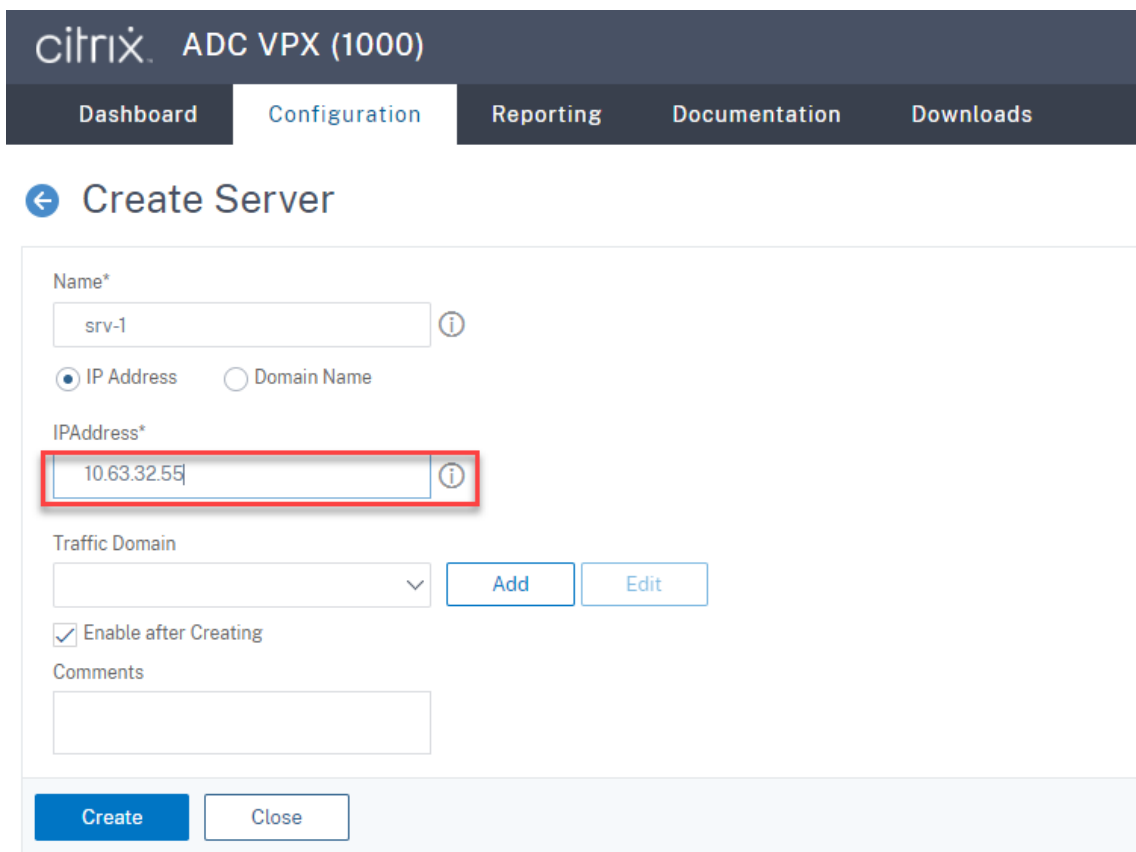 citrix. ADC VPX (1000)
Dashboard Configuration Reporting Documentation Downloads
Create Server
Name*
srv-1
IP Address Domain Name
IPAddress*
10.63.32.55
Traffic Domain
Add Edit
Enable after Creating
Comments
Create Close